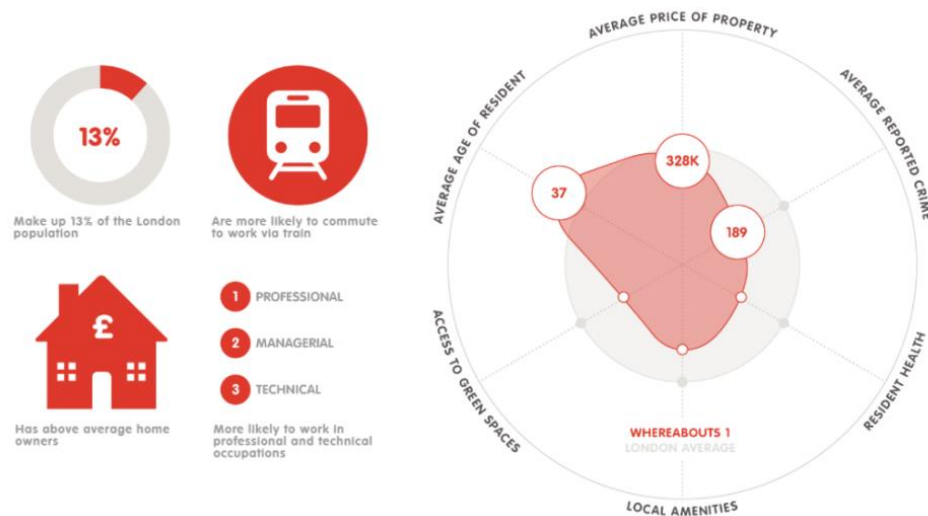 13%
Make up 13% of the London
population
Are more likely to commute
to work via train
£
Has above average home
owners
1 PROFESSIONAL
2 MANAGERIAL
3 TECHNICAL
More likely to work in
professional and technical
occupations
AVERAGE PRICE OF PROPERTY
AVERAGE REPORTED CRIME
RESIDENT HEALTH
LOCAL AMENITIES
ACCESS TO GREEN SPACES
AVERAGE AGE OF RESIDENT
328K
37
189
WHEREABOUTS 1
LONDON AVERAGE